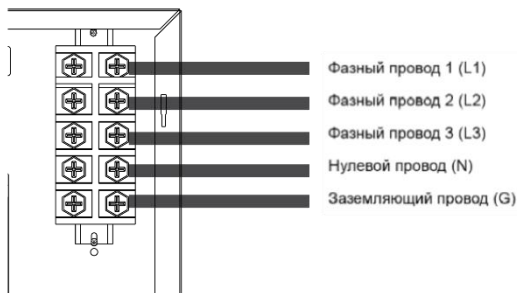 Фазный провод 1 (L1)
Фазный провод 2 (L2)
Фазный провод 3 (L3)
Нулевой провод (N)
Заземляющий провод (G)